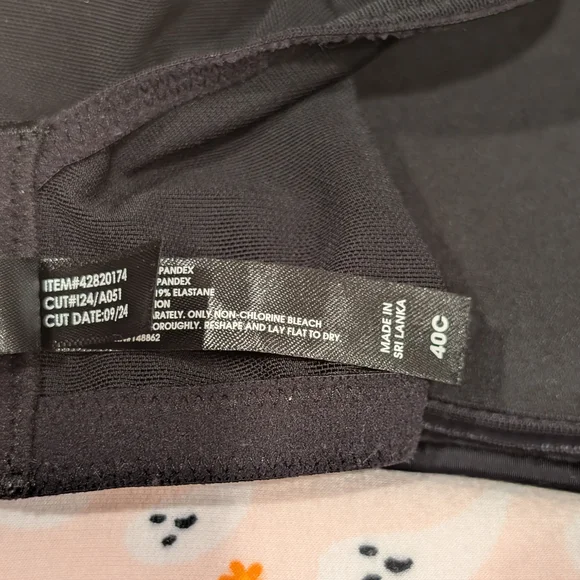 ITEM#42820174
CUT#I24/A051
CUT DATE:09/24
PANDEX
PANDEX
19% ELASTANE
ION
RATELY. ONLY NON-CHLORINE BLEACH
OROUGHLY. RESHAPE AND LAY FLAT TO DRY.
148862
MADE IN
SRI LANKA
40C